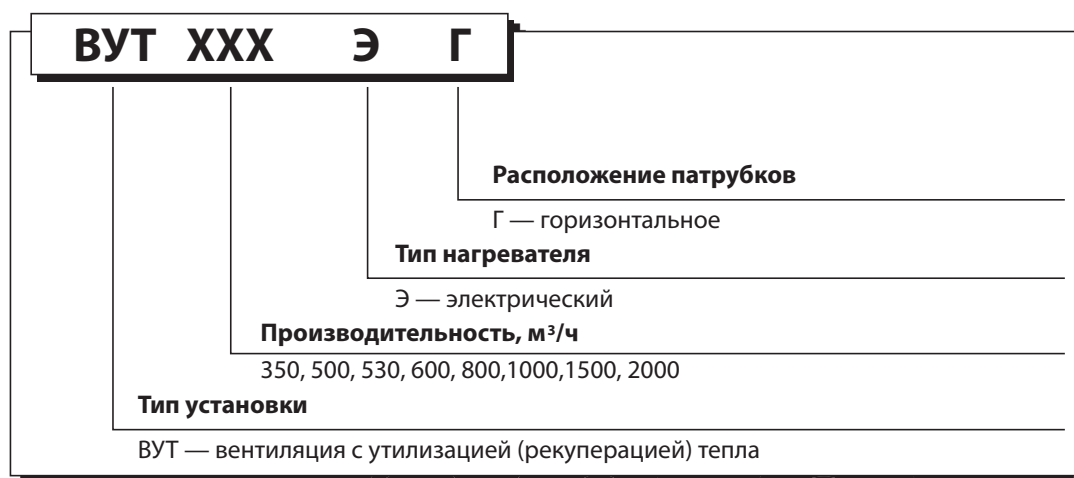 ВУТ XXX Э Г
Расположение патрубков
Г — горизонтальное
Тип нагревателя
Э — электрический
Производительность, м³/ч
350, 500, 530, 600, 800,1000,1500, 2000
Тип установки
ВУТ — вентиляция с утилизацией (рекуперацией) тепла